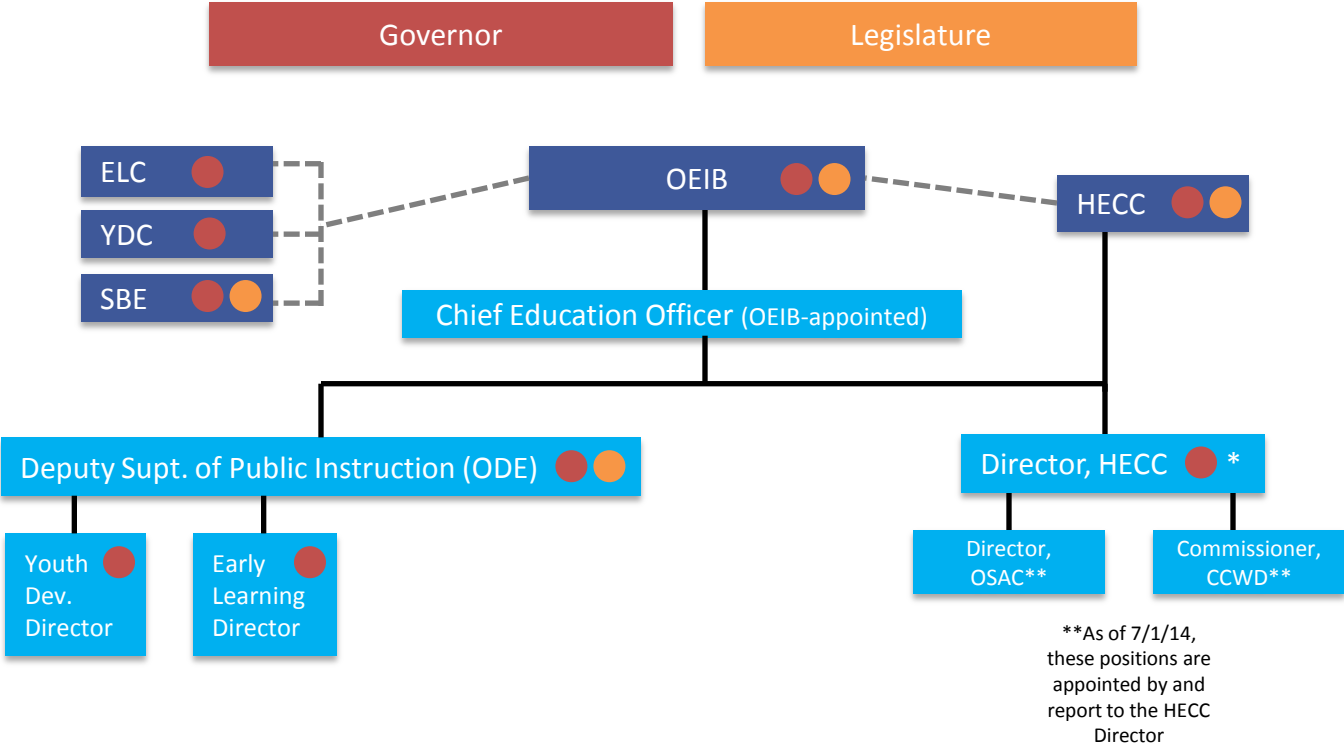 Governor
Legislature
ELC
YDC
SBE
OEIB
HECC
Chief Education Officer (OEIB-appointed)
Deputy Supt. of Public Instruction (ODE)
Director, HECC *
Youth
Dev.
Director
Early
Learning
Director
Director,
OSAC**
Commissioner,
CCWD**
**As of 7/1/14,
these positions are
appointed by and
report to the HECC
Director